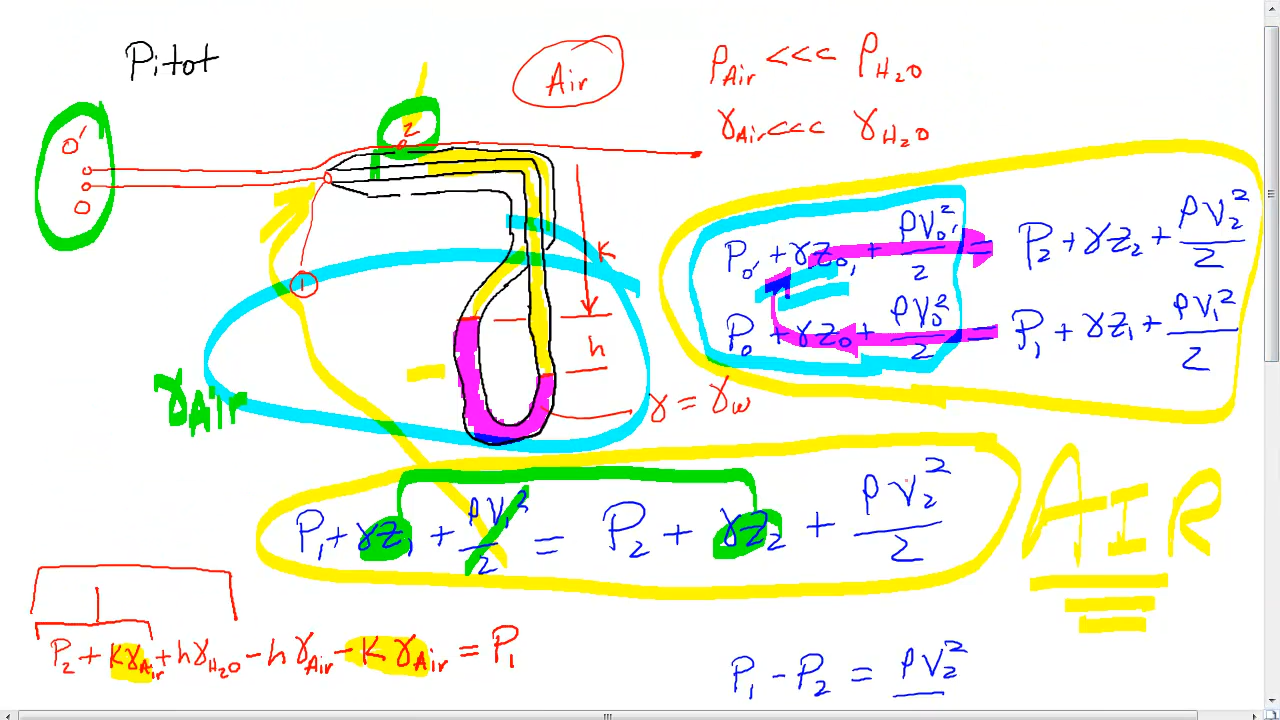 Pitot
Air
ρAir <<< ρH₂O
γAir <<< γH₂O
0'
0
2
1
K
h
γ = γw
γAir
P₀' + γz₀' + ρV₀'²/2 = P₂ + γz₂ + ρV₂²/2
P₀ + γz₀ + ρV₀²/2 = P₁ + γz₁ + ρV₁²/2
P₁ + γz₁ + ρV₁²/2 = P₂ + γz₂ + ρV₂²/2
AIR
P₂ + KγAir + hγH₂O - hγAir - KγAir = P₁
P₁ - P₂ = ρV₂²